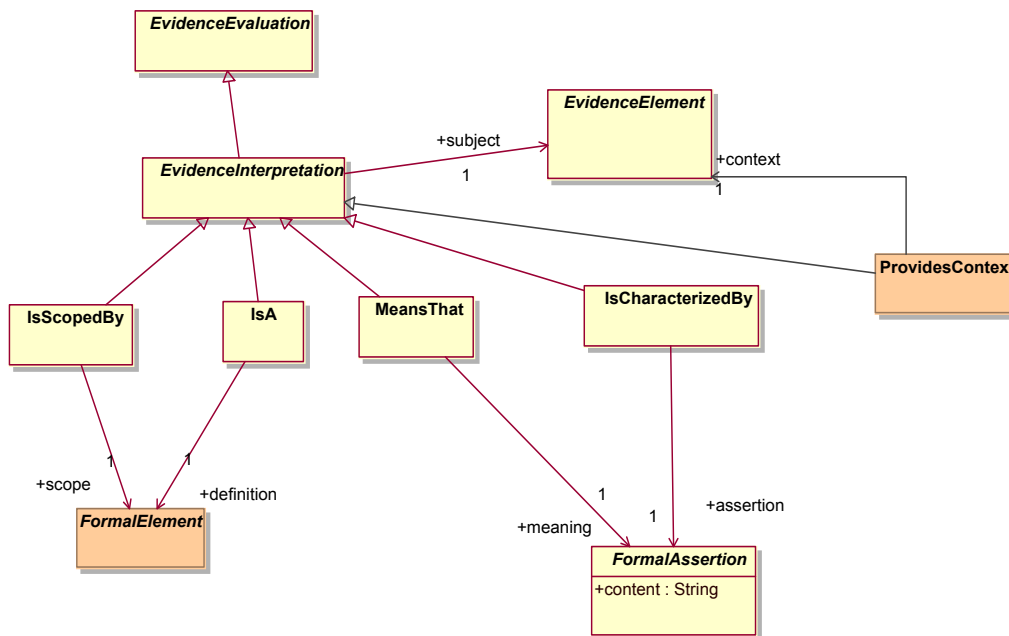 EvidenceEvaluation
EvidenceElement
+subject
1
+context
1
EvidenceInterpretation
ProvidesContex
IsScopedBy
IsA
MeansThat
IsCharacterizedBy
1
1
+scope
+definition
1
1
+meaning
+assertion
FormalElement
FormalAssertion
+content : String